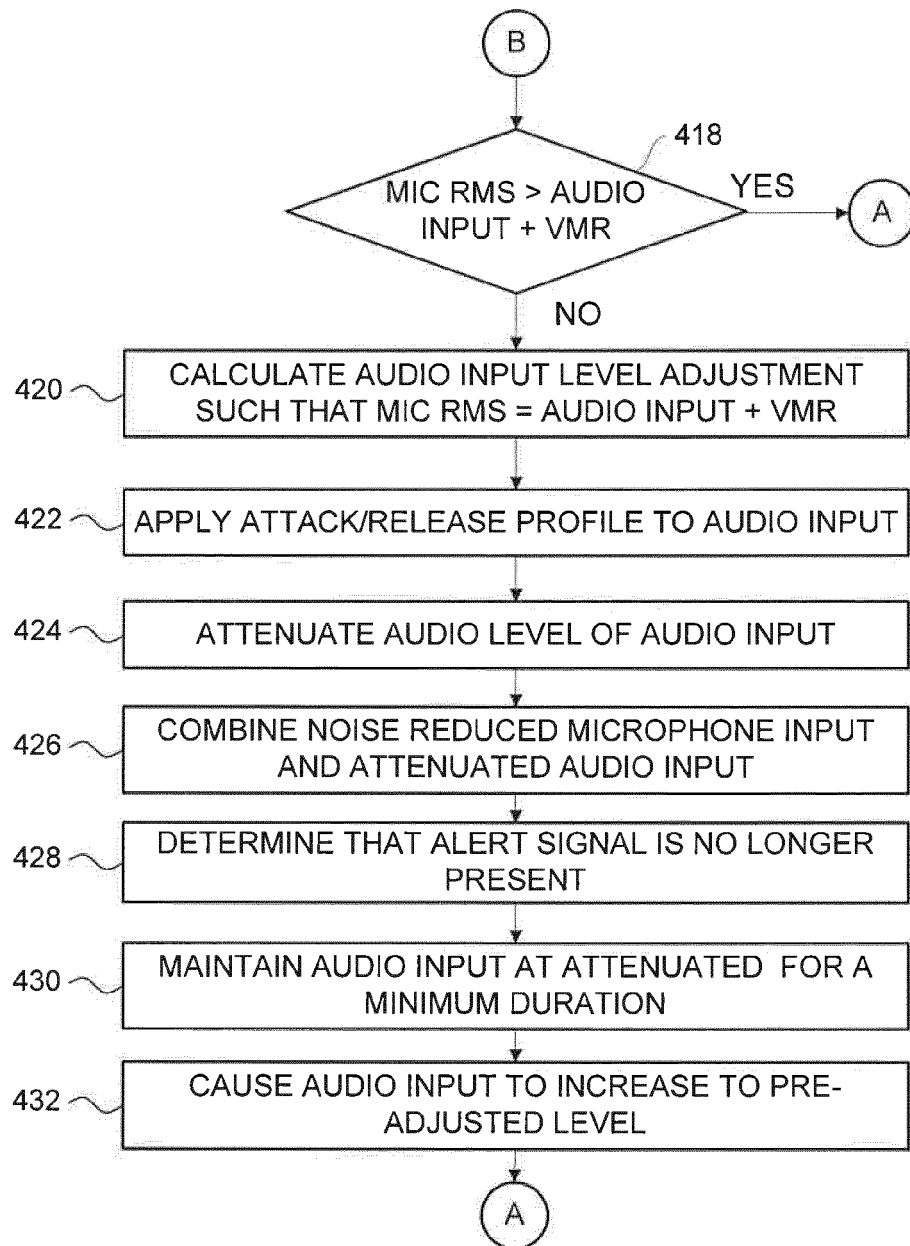 B
418
MIC RMS > AUDIO
INPUT + VMR
YES
A
NO
420
CALCULATE AUDIO INPUT LEVEL ADJUSTMENT
SUCH THAT MIC RMS = AUDIO INPUT + VMR
422
APPLY ATTACK/RELEASE PROFILE TO AUDIO INPUT
424
ATTENUATE AUDIO LEVEL OF AUDIO INPUT
426
COMBINE NOISE REDUCED MICROPHONE INPUT
AND ATTENUATED AUDIO INPUT
428
DETERMINE THAT ALERT SIGNAL IS NO LONGER
PRESENT
430
MAINTAIN AUDIO INPUT AT ATTENUATED FOR A
MINIMUM DURATION
432
CAUSE AUDIO INPUT TO INCREASE TO PRE-
ADJUSTED LEVEL
A